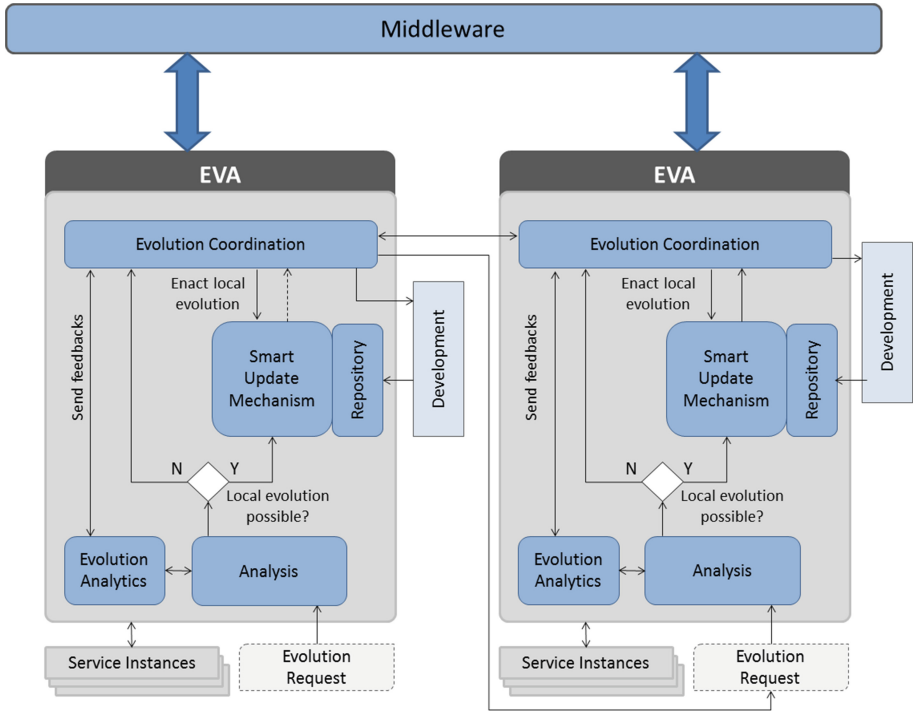 Middleware
EVA
Evolution Coordination
Enact local
evolution
Send feedbacks
Smart
Update
Mechanism
Repository
Development
N
Y
Local evolution
possible?
Evolution
Analytics
Analysis
Service Instances
Evolution
Request
EVA
Evolution Coordination
Enact local
evolution
Send feedbacks
Smart
Update
Mechanism
Repository
Development
N
Y
Local evolution
possible?
Evolution
Analytics
Analysis
Service Instances
Evolution
Request